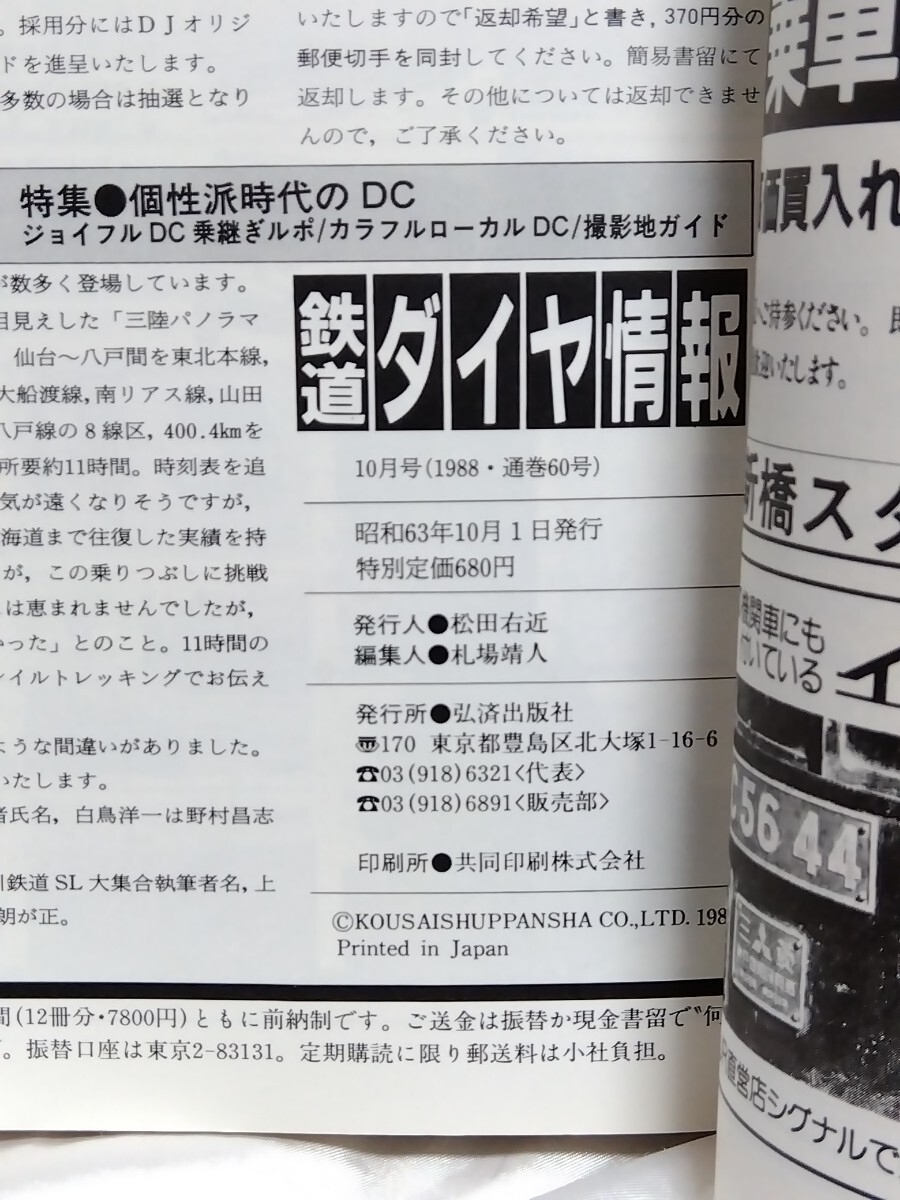 。採用分にはＤＪオリジ
ドを進呈いたします。
多数の場合は抽選となり
いたしますので「返却希望」と書き, 370円分の
郵便切手を同封してください。簡易書留にて
返却します。その他については返却できませ
んので，ご了承ください。
特集●個性派時代のDC
ジョイフルDC乗継ぎルポ/カラフルローカルDC/撮影地ガイド
が数多く登場しています。
目見えした「三陸パノラマ
仙台〜八戸間を東北本線,
大船渡線, 南リアス線, 山田
八戸線の８線区, 400.4kmを
所要約11時間。時刻表を追
気が遠くなりそうですが,
海道まで往復した実績を持
が，この乗りつぶしに挑戦
は恵まれませんでしたが,
った」とのこと。11時間の
イルトレッキングでお伝え
ような間違いがありました。
いたします。
者氏名, 白鳥洋一は野村昌志
鉄道SL大集合執筆者名, 上
朗が正。
鉄道ダイヤ情報
10月号(1988・通巻60号)
昭和63年10月１日発行
特別定価680円
発行人●松田右近
編集人●札場靖人
発行所●弘済出版社
〠170 東京都豊島区北大塚1-16-6
☎03(918)6321<代表>
☎03(918)6891<販売部>
印刷所●共同印刷株式会社
©KOUSAISHUPPANSHA CO.,LTD. 198
Printed in Japan
間(12冊分・7800円)ともに前納制です。ご送金は振替か現金書留で〝何
。振替口座は東京2-83131。定期購読に限り郵送料は小社負担。
乗車
価買入れ
ご持参ください。
迎いたします。
新橋スタ
機関車にも
付いている
イ
C56 44
三菱
直営店シグナルで